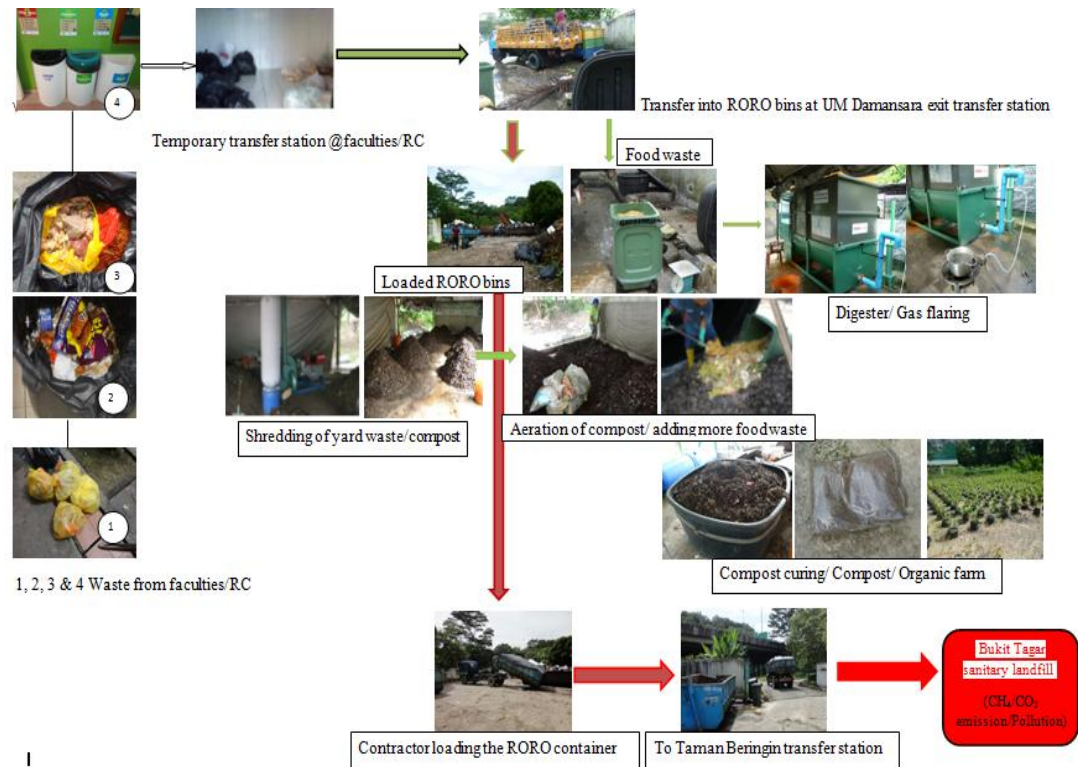 4
Transfer into RORO bins at UM Damansara exit transfer station
Temporary transfer station @faculties/RC
Food waste
3
Loaded RORO bins
Digester/ Gas flaring
2
Shredding of yard waste/compost
Aeration of compost/ adding more food waste
1
Compost curing/ Compost/ Organic farm
1, 2, 3 & 4 Waste from faculties/RC
Bukit Tagar
sanitary landfill
(CH₄/CO₂
emission/Pollution)
Contractor loading the RORO container
To Taman Beringin transfer station